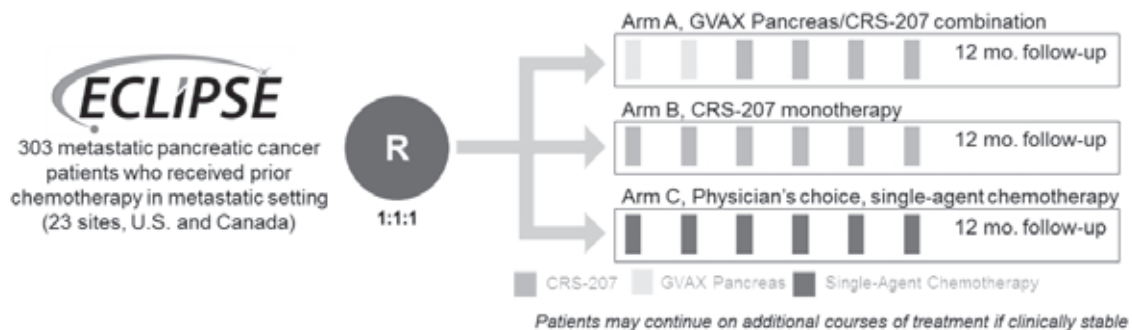 ECLIPSE
303 metastatic pancreatic cancer
patients who received prior
chemotherapy in metastatic setting
(23 sites, U.S. and Canada)
R
1:1:1
Arm A, GVAX Pancreas/CRS-207 combination
12 mo. follow-up
Arm B, CRS-207 monotherapy
12 mo. follow-up
Arm C, Physician's choice, single-agent chemotherapy
12 mo. follow-up
CRS-207 GVAX Pancreas Single-Agent Chemotherapy
Patients may continue on additional courses of treatment if clinically stable